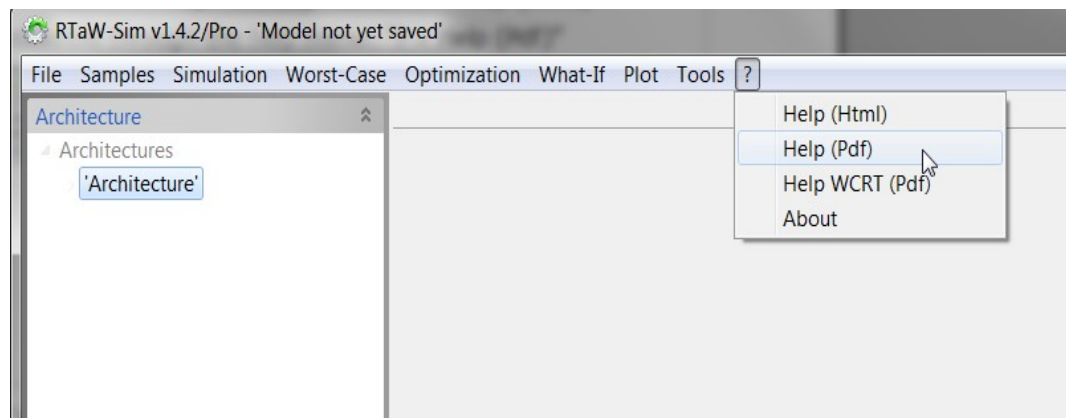 RTaW-Sim v1.4.2/Pro - 'Model not yet saved'
File Samples Simulation Worst-Case Optimization What-If Plot Tools ?
Architecture
Architectures
'Architecture'
Help (Html)
Help (Pdf)
Help WCRT (Pdf)
About